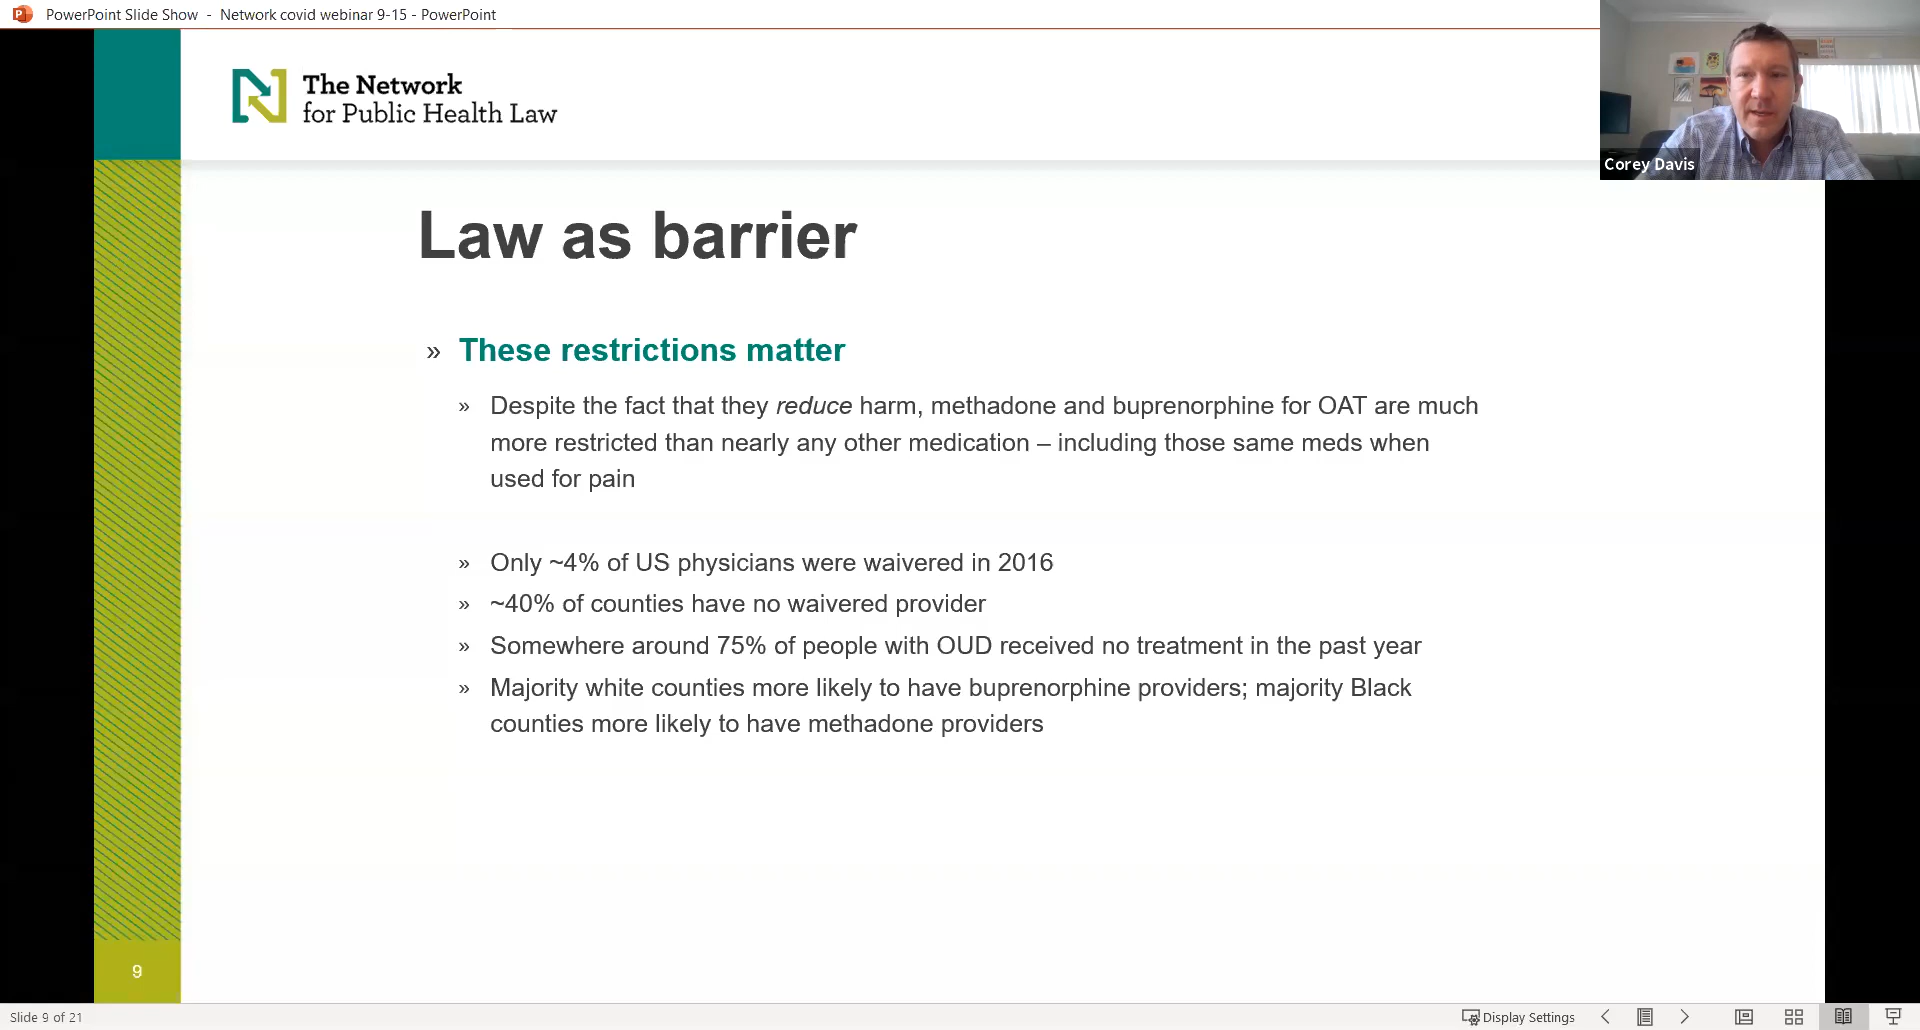 PowerPoint Slide Show - Network covid webinar 9-15 - PowerPoint
The Network
for Public Health Law
Corey Davis
Law as barrier
» These restrictions matter
» Despite the fact that they reduce harm, methadone and buprenorphine for OAT are much
more restricted than nearly any other medication – including those same meds when
used for pain
» Only ~4% of US physicians were waivered in 2016
» ~40% of counties have no waivered provider
» Somewhere around 75% of people with OUD received no treatment in the past year
» Majority white counties more likely to have buprenorphine providers; majority Black
counties more likely to have methadone providers
9
Slide 9 of 21
Display Settings